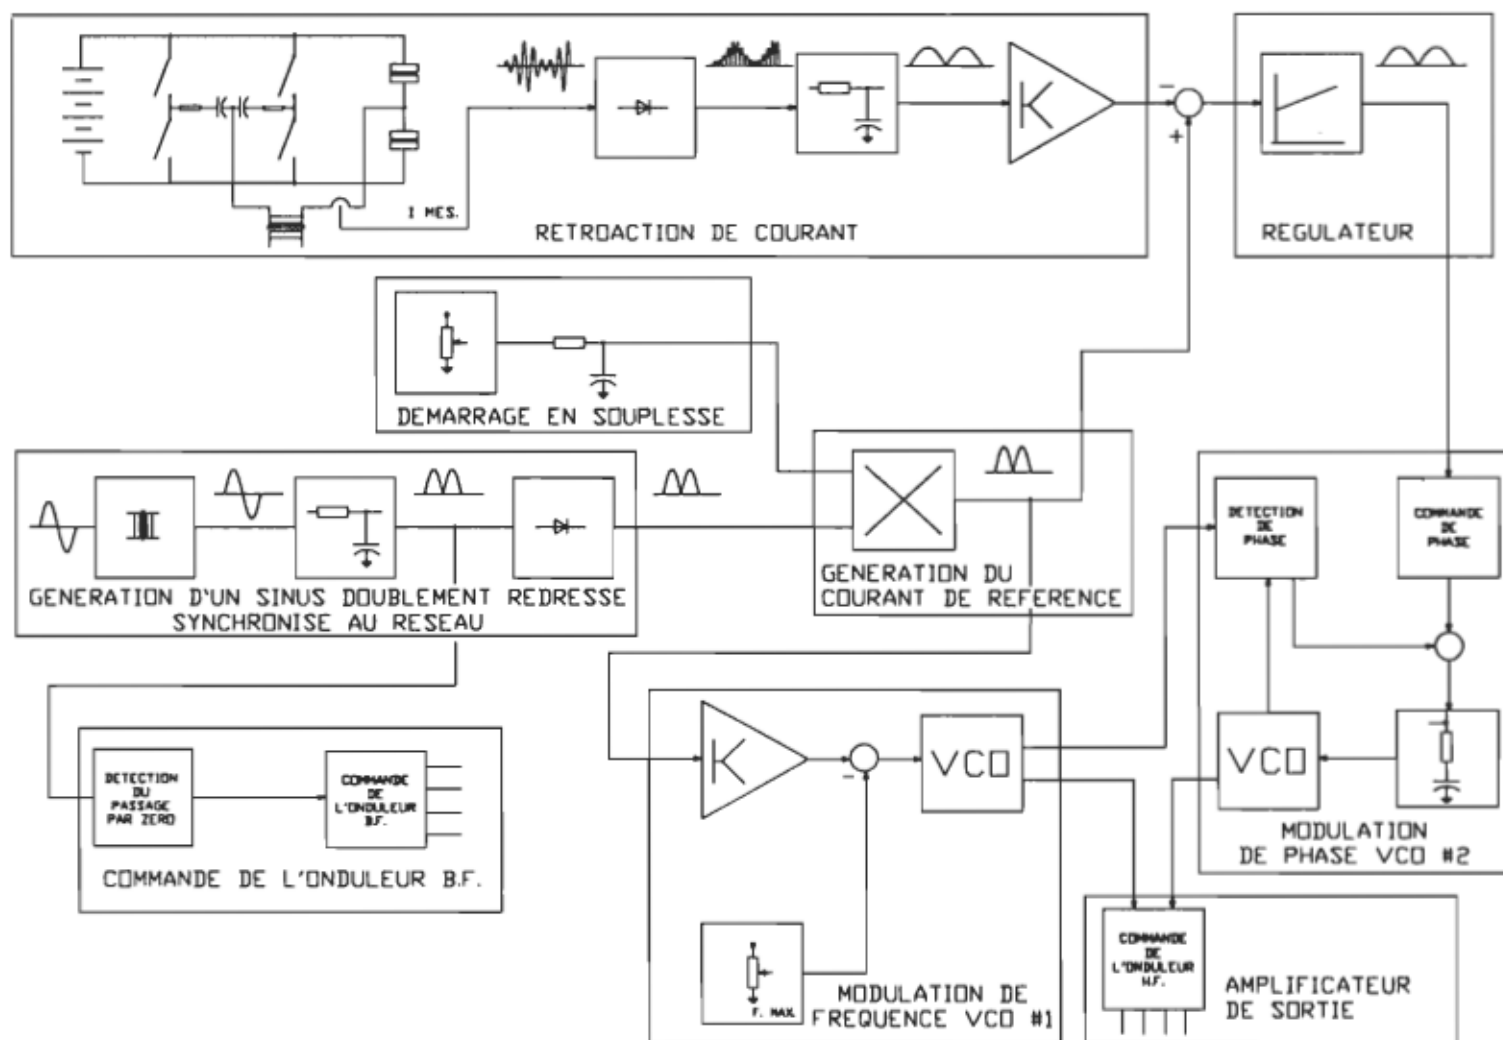 I MES.
RETROACTION DE COURANT
REGULATEUR
DEMARRAGE EN SOUPLESSE
GENERATION D'UN SINUS DOUBLEMENT REDRESSE
SYNCHRONISE AU RESEAU
GENERATION DU
COURANT DE REFERENCE
DETECTION
DE
PHASE
COMMANDE
DE
PHASE
VCO
MODULATION
DE PHASE VCO #2
DETECTION
DU
PASSAGE
PAR ZERO
COMMANDE
DE
L'ONDULEUR
B.F.
COMMANDE DE L'ONDULEUR B.F.
K
VCO
F. MAX.
MODULATION DE
FREQUENCE VCO #1
COMMANDE
DE
L'ONDULEUR
H.F.
AMPLIFICATEUR
DE SORTIE
K
-
+
-